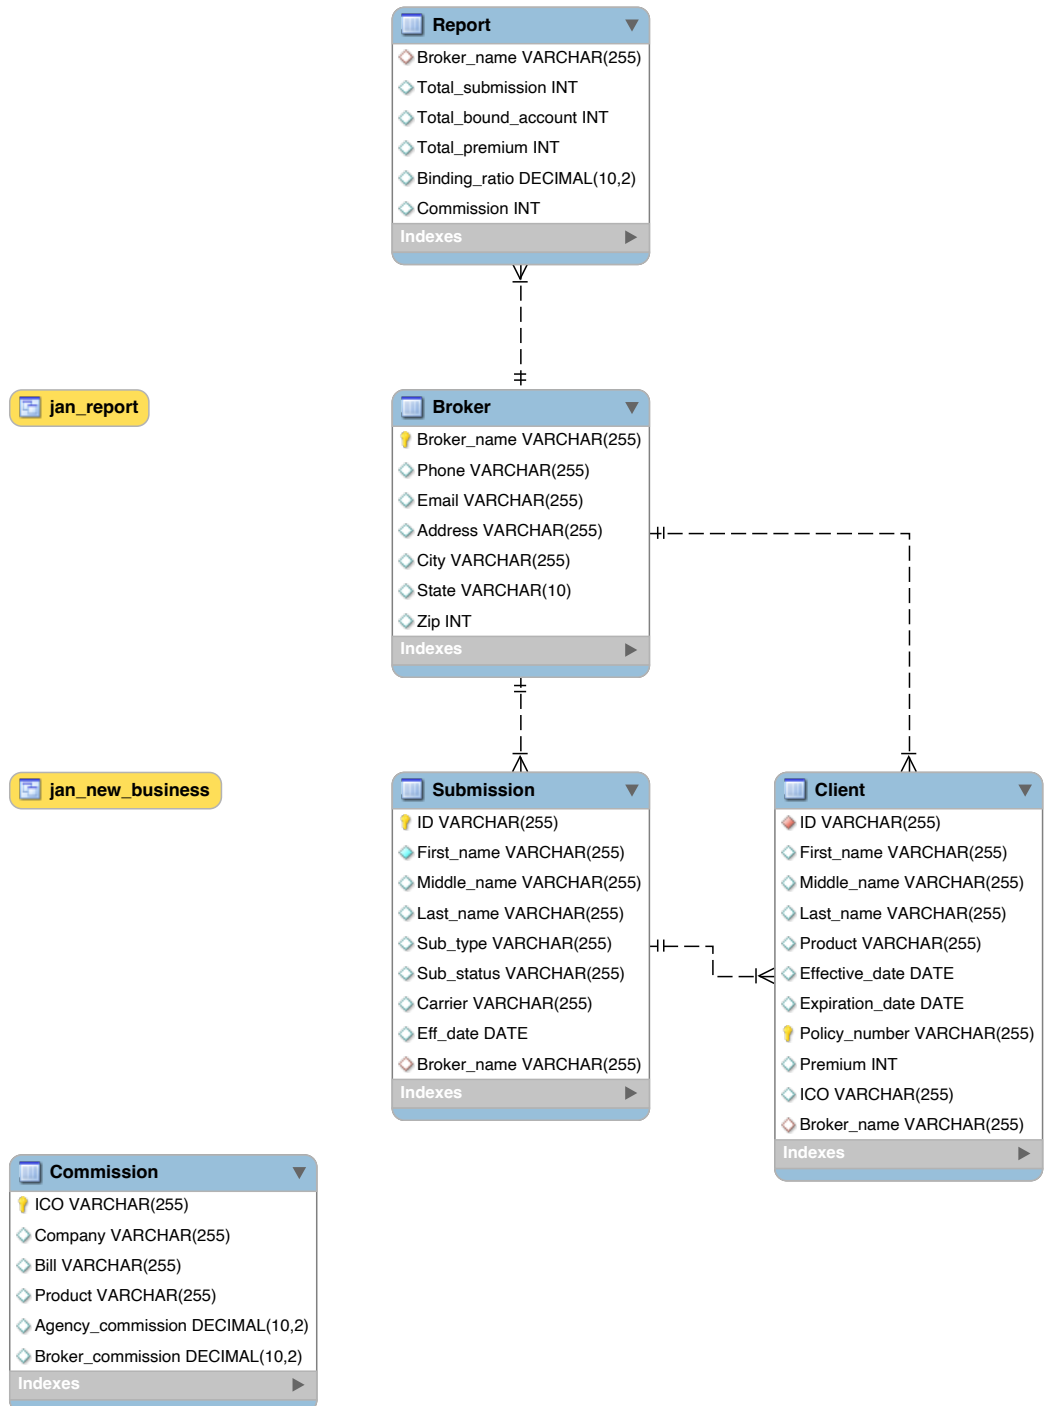 Report
Broker_name VARCHAR(255)
Total_submission INT
Total_bound_account INT
Total_premium INT
Binding_ratio DECIMAL(10,2)
Commission INT
Indexes
jan_report
Broker
Broker_name VARCHAR(255)
Phone VARCHAR(255)
Email VARCHAR(255)
Address VARCHAR(255)
City VARCHAR(255)
State VARCHAR(10)
Zip INT
Indexes
jan_new_business
Submission
ID VARCHAR(255)
First_name VARCHAR(255)
Middle_name VARCHAR(255)
Last_name VARCHAR(255)
Sub_type VARCHAR(255)
Sub_status VARCHAR(255)
Carrier VARCHAR(255)
Eff_date DATE
Broker_name VARCHAR(255)
Indexes
Client
ID VARCHAR(255)
First_name VARCHAR(255)
Middle_name VARCHAR(255)
Last_name VARCHAR(255)
Product VARCHAR(255)
Effective_date DATE
Expiration_date DATE
Policy_number VARCHAR(255)
Premium INT
ICO VARCHAR(255)
Broker_name VARCHAR(255)
Indexes
Commission
ICO VARCHAR(255)
Company VARCHAR(255)
Bill VARCHAR(255)
Product VARCHAR(255)
Agency_commission DECIMAL(10,2)
Broker_commission DECIMAL(10,2)
Indexes